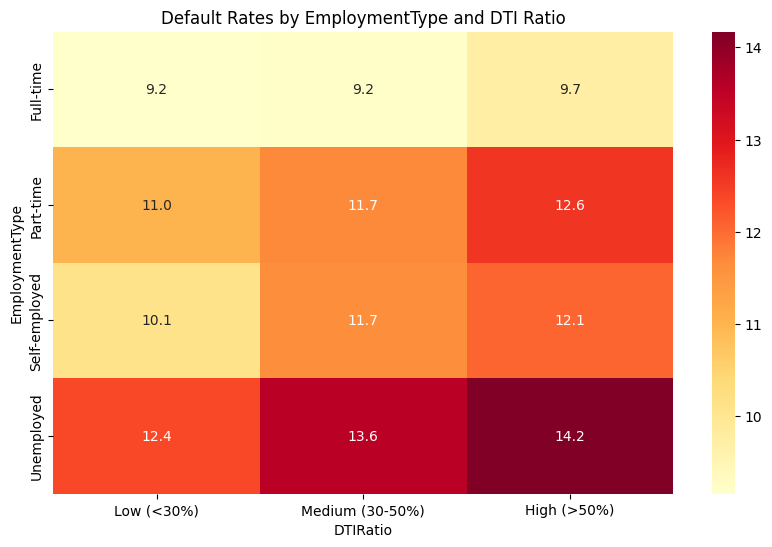 Default Rates by EmploymentType and DTI Ratio
EmploymentType
Full-time
9.2
9.2
9.7
Part-time
11.0
11.7
12.6
Self-employed
10.1
11.7
12.1
Unemployed
12.4
13.6
14.2
Low (<30%)
Medium (30-50%)
High (>50%)
DTIRatio
14
13
12
11
10